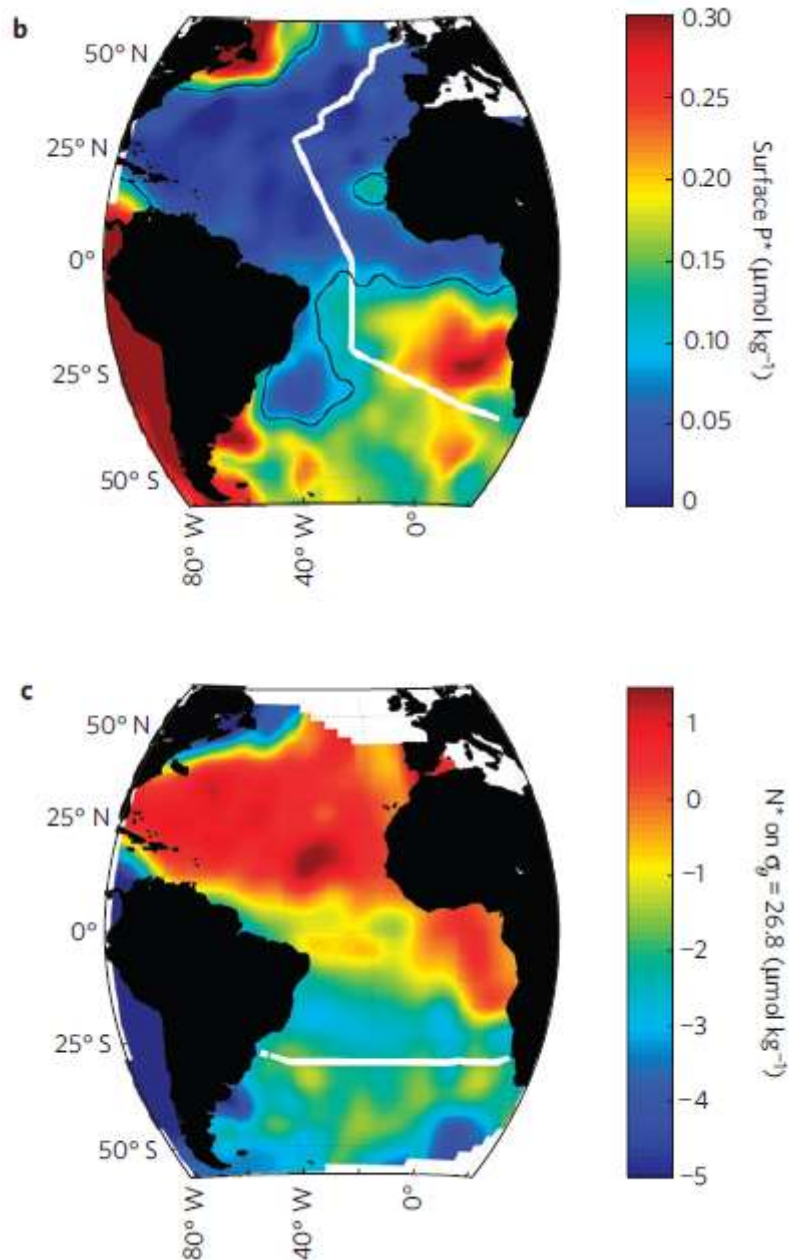 b
50° N
25° N
0°
25° S
50° S
80° W
40° W
0°
0.30
0.25
0.20
0.15
0.10
0.05
0
Surface P* (μmol kg⁻¹)
c
50° N
25° N
0°
25° S
50° S
80° W
40° W
0°
1
0
−1
−2
−3
−4
−5
N* on σ_θ = 26.8 (μmol kg⁻¹)